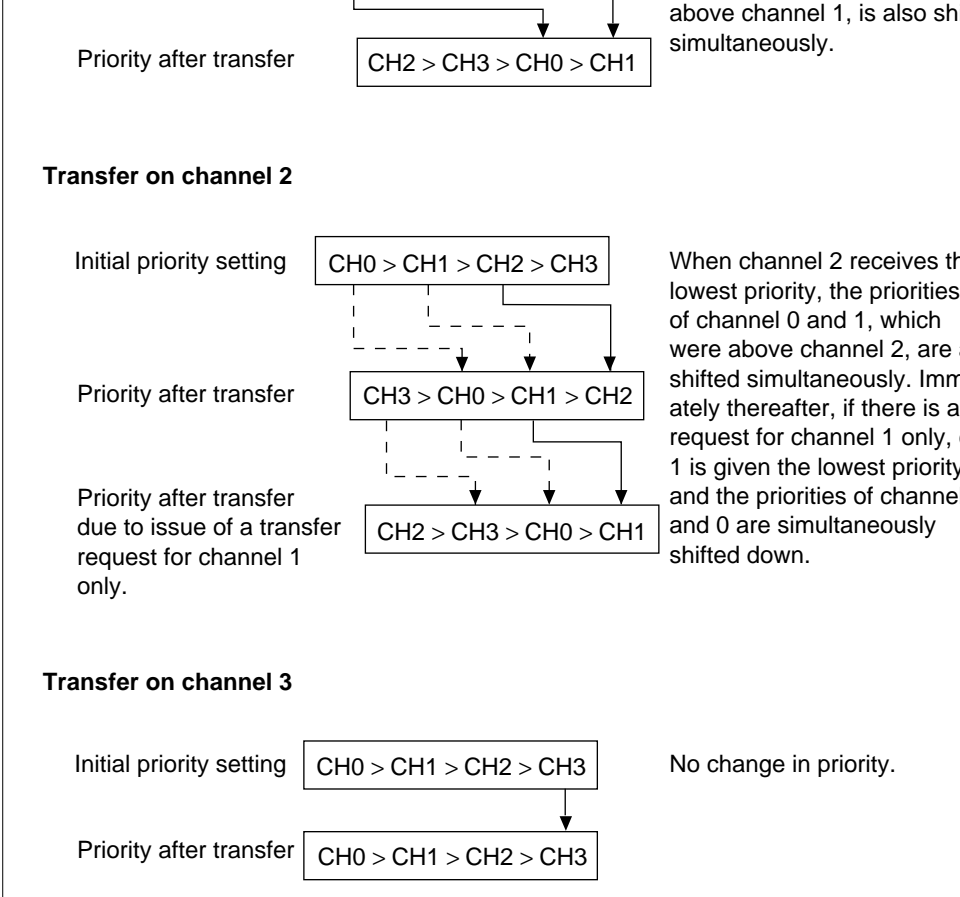 above channel 1, is also
simultaneously.
Priority after transfer
CH2 > CH3 > CH0 > CH1
Transfer on channel 2
Initial priority setting
CH0 > CH1 > CH2 > CH3
When channel 2 receives
lowest priority, the priorities
of channel 0 and 1, which
were above channel 2, are
shifted simultaneously.
Priority after transfer
CH3 > CH0 > CH1 > CH2
ately thereafter, if there is a
request for channel 1 only,
1 is given the lowest priority
and the priorities of
and 0 are simultaneously
shifted down.
Priority after transfer
due to issue of a transfer
request for channel 1
only.
CH2 > CH3 > CH0 > CH1
Transfer on channel 3
Initial priority setting
CH0 > CH1 > CH2 > CH3
No change in priority.
Priority after transfer
CH0 > CH1 > CH2 > CH3